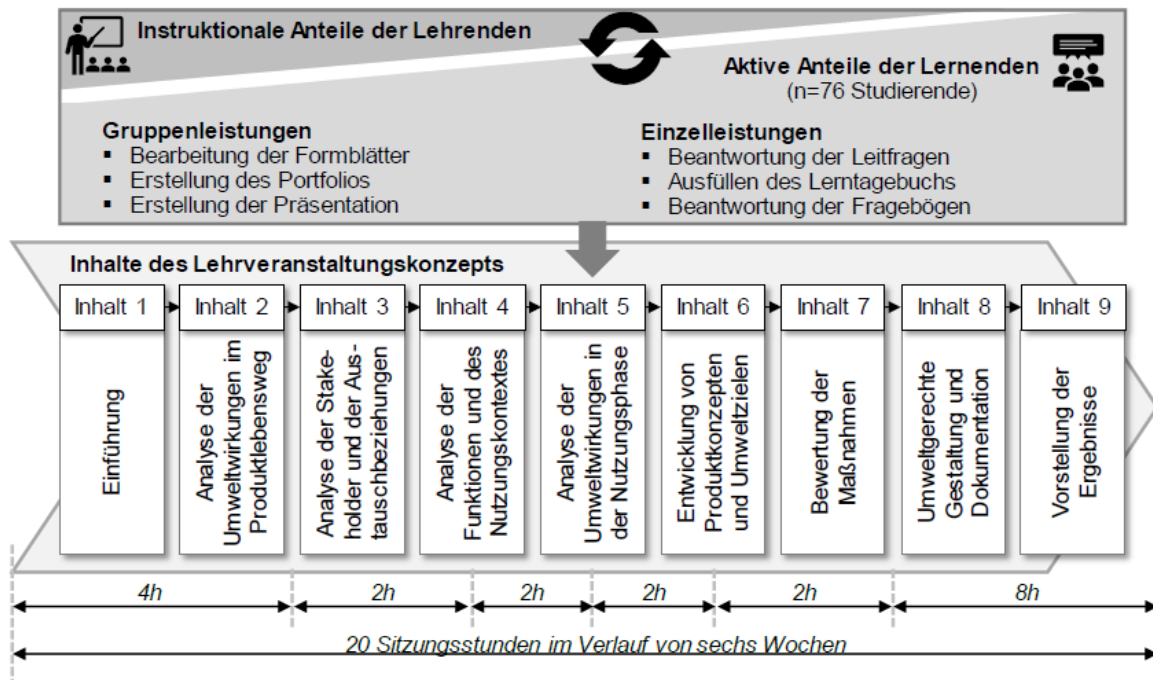 Instruktionale Anteile der Lehrenden
Aktive Anteile der Lernenden
(n=76 Studierende)
Gruppenleistungen
▪ Bearbeitung der Formblätter
▪ Erstellung des Portfolios
▪ Erstellung der Präsentation
Einzelleistungen
▪ Beantwortung der Leitfragen
▪ Ausfüllen des Lerntagebuchs
▪ Beantwortung der Fragebögen
Inhalte des Lehrveranstaltungskonzepts
Inhalt 1
Einführung
Inhalt 2
Analyse der
Umweltwirkungen im
Produktlebensweg
Inhalt 3
Analyse der Stake-
holder und der Aus-
tauschbeziehungen
Inhalt 4
Analyse der
Funktionen und des
Nutzungskontextes
Inhalt 5
Analyse der
Umweltwirkungen in
der Nutzungsphase
Inhalt 6
Entwicklung von
Produktkonzepten
und Umweltzielen
Inhalt 7
Bewertung der
Maßnahmen
Inhalt 8
Umweltgerechte
Gestaltung und
Dokumentation
Inhalt 9
Vorstellung der
Ergebnisse
4h
2h
2h
2h
2h
8h
20 Sitzungsstunden im Verlauf von sechs Wochen